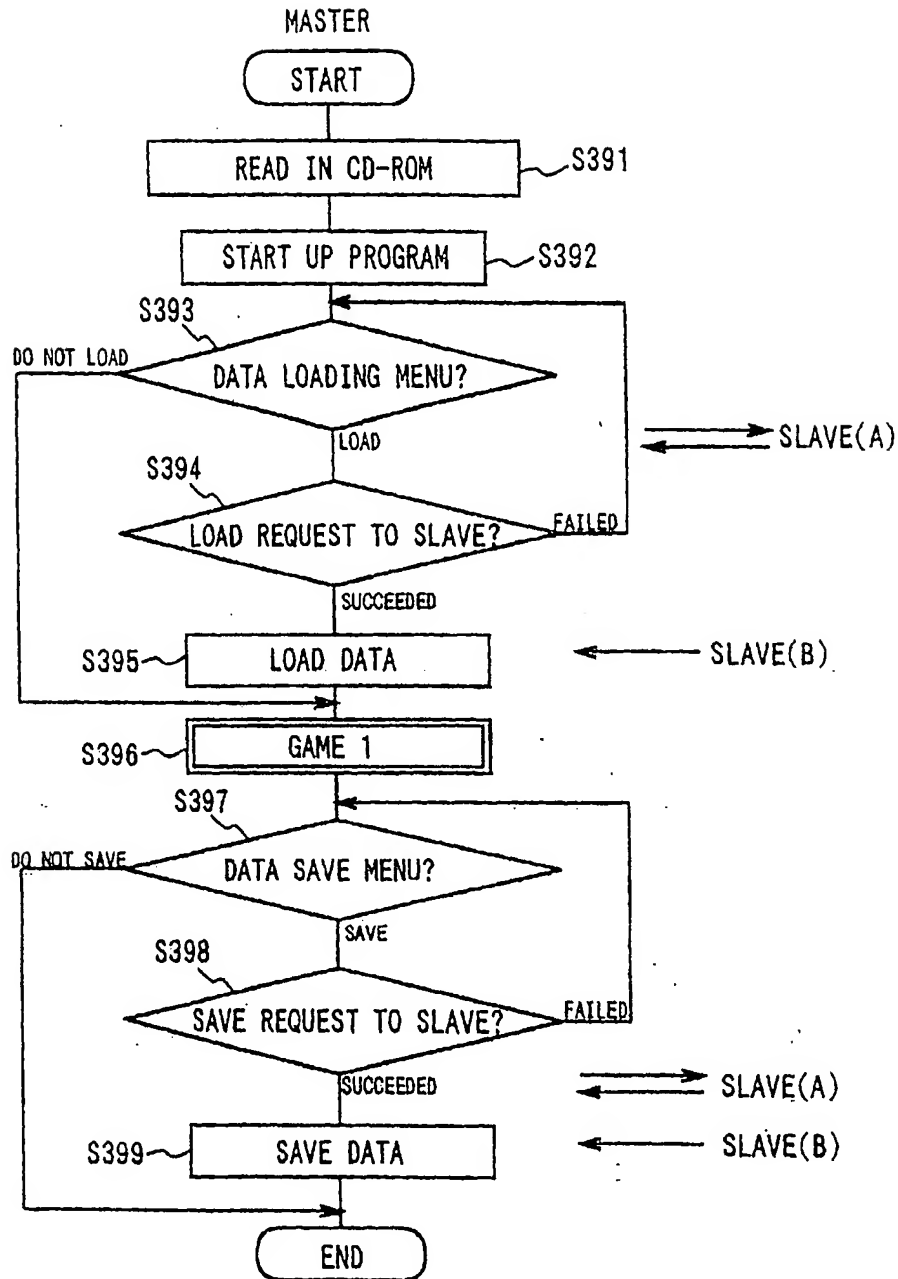 MASTER
START
READ IN CD-ROM
S391
START UP PROGRAM
S392
S393
DO NOT LOAD
DATA LOADING MENU?
LOAD
SLAVE(A)
S394
LOAD REQUEST TO SLAVE?
FAILED
SUCCEEDED
S395
LOAD DATA
SLAVE(B)
S396
GAME 1
S397
DO NOT SAVE
DATA SAVE MENU?
SAVE
S398
SAVE REQUEST TO SLAVE?
FAILED
SUCCEEDED
SLAVE(A)
S399
SAVE DATA
SLAVE(B)
END